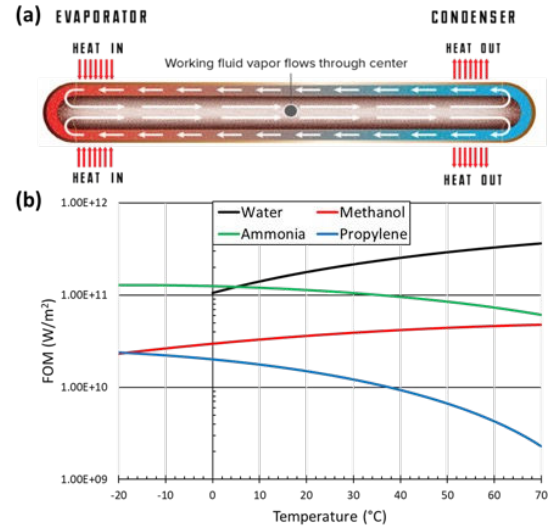 (a)
EVAPORATOR
CONDENSER
HEAT IN
HEAT OUT
Working fluid vapor flows through center
HEAT IN
HEAT OUT
(b)
1.00E+12
1.00E+11
1.00E+10
1.00E+09
FOM (W/m²)
Water
Methanol
Ammonia
Propylene
-20
-10
0
10
20
30
40
50
60
70
Temperature (°C)